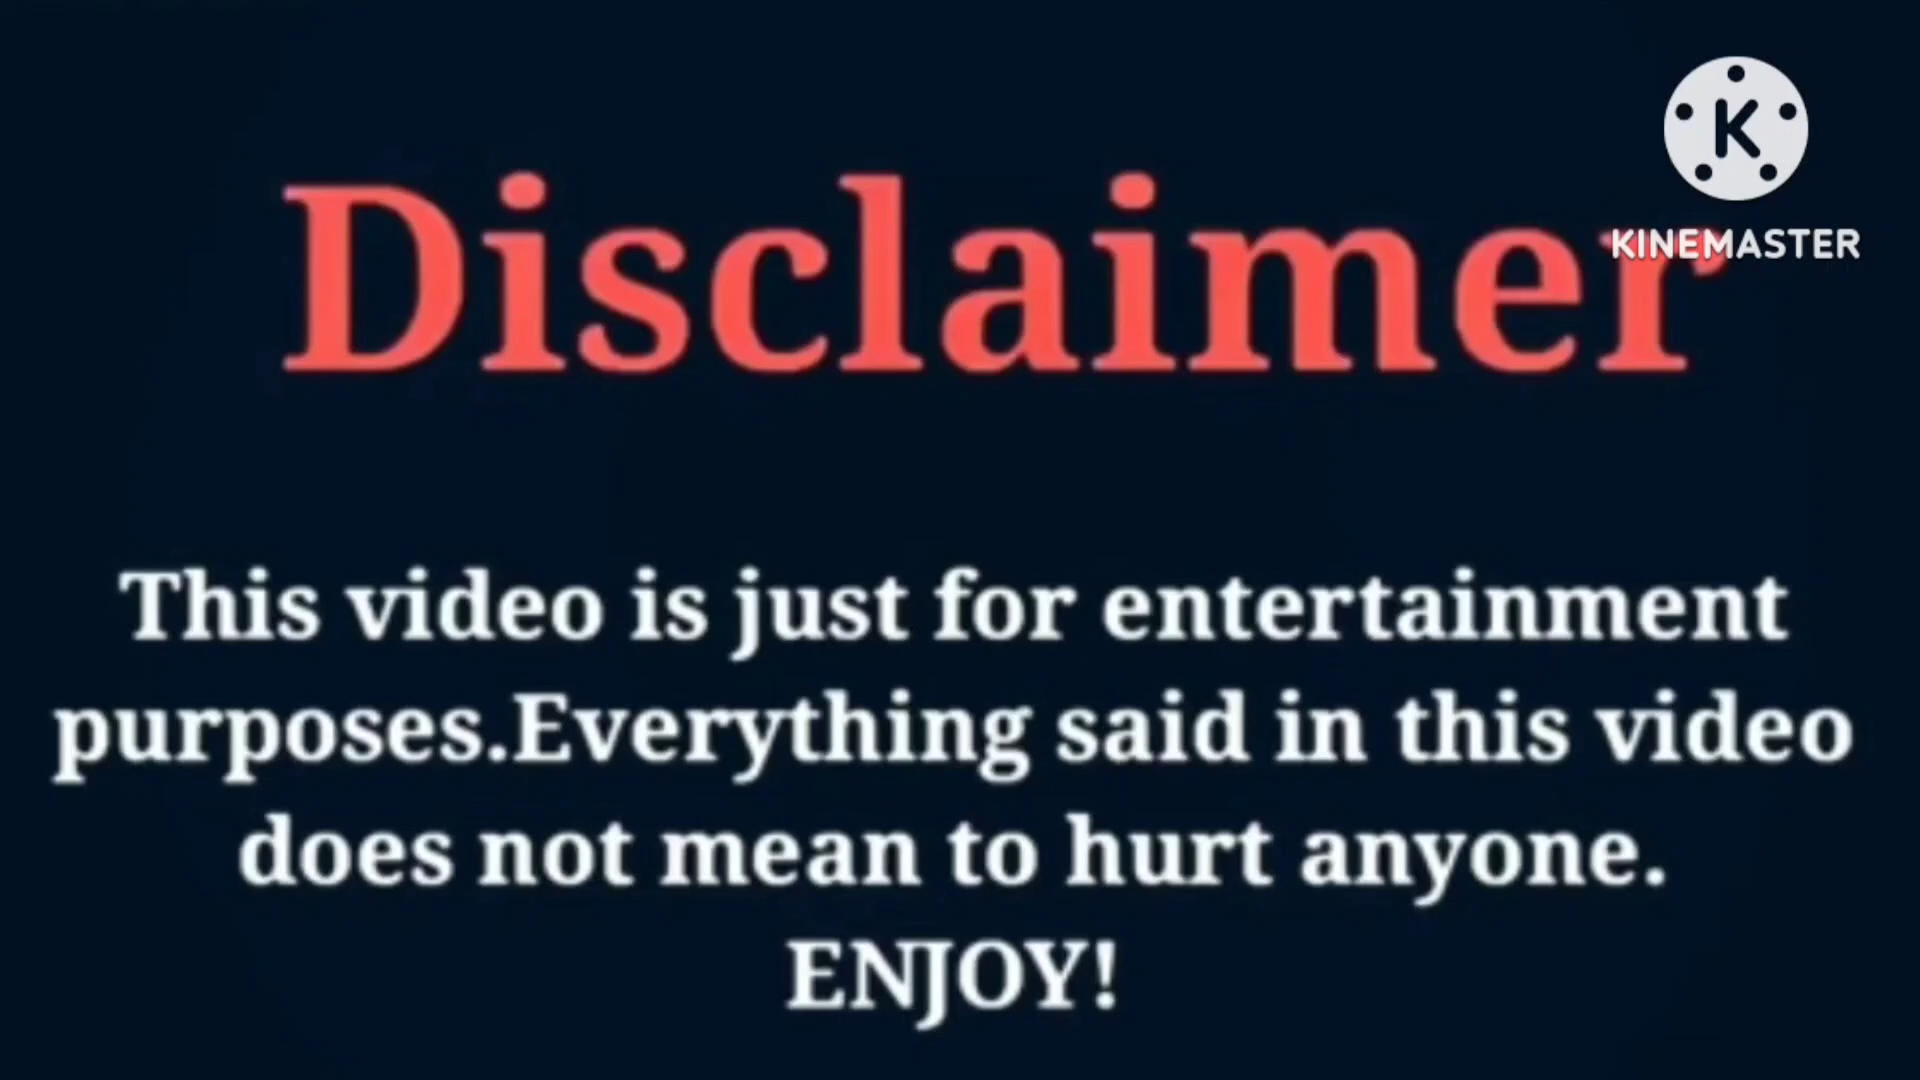 K
KINEMASTER
Disclaimer
This video is just for entertainment
purposes.Everything said in this video
does not mean to hurt anyone.
ENJOY!